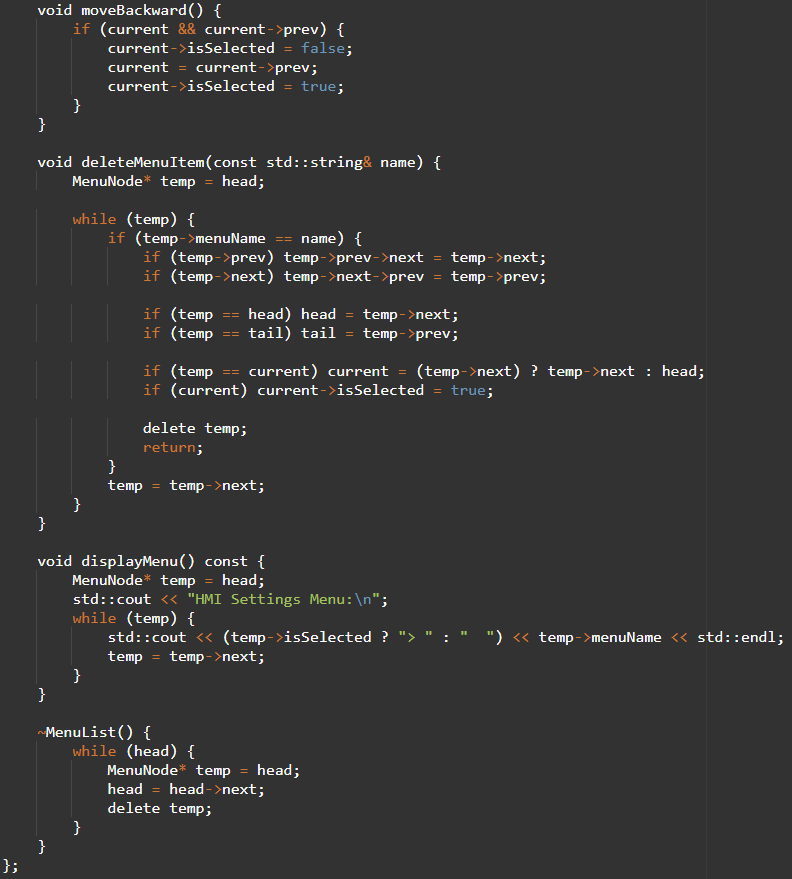 void moveBackward() {
        if (current && current->prev) {
            current->isSelected = false;
            current = current->prev;
            current->isSelected = true;
        }
    }

    void deleteMenuItem(const std::string& name) {
        MenuNode* temp = head;

        while (temp) {
            if (temp->menuName == name) {
                if (temp->prev) temp->prev->next = temp->next;
                if (temp->next) temp->next->prev = temp->prev;

                if (temp == head) head = temp->next;
                if (temp == tail) tail = temp->prev;

                if (temp == current) current = (temp->next) ? temp->next : head;
                if (current) current->isSelected = true;

                delete temp;
                return;
            }
            temp = temp->next;
        }
    }

    void displayMenu() const {
        MenuNode* temp = head;
        std::cout << "HMI Settings Menu:\n";
        while (temp) {
            std::cout << (temp->isSelected ? "> " : "  ") << temp->menuName << std::endl;
            temp = temp->next;
        }
    }

    ~MenuList() {
        while (head) {
            MenuNode* temp = head;
            head = head->next;
            delete temp;
        }
    }
};